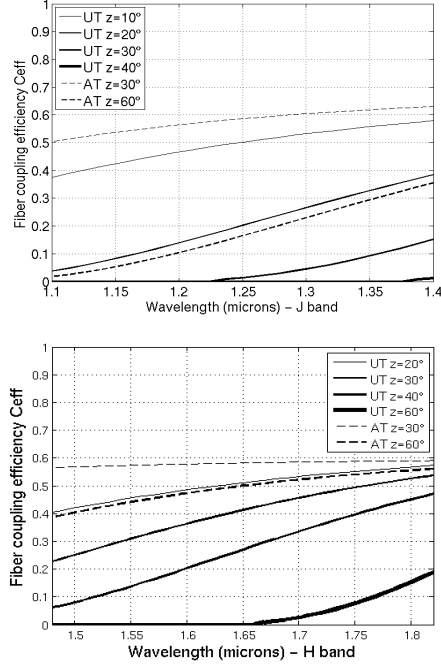 1
0.9
0.8
0.7
0.6
0.5
0.4
0.3
0.2
0.1
0
Fiber coupling efficiency Ceff
UT z=10°
UT z=20°
UT z=30°
UT z=40°
AT z=30°
AT z=60°
1.1 1.15 1.2 1.25 1.3 1.35 1.4
Wavelength (microns) – J band
1
0.9
0.8
0.7
0.6
0.5
0.4
0.3
0.2
0.1
0
Fiber coupling efficiency Ceff
UT z=20°
UT z=30°
UT z=40°
UT z=60°
AT z=30°
AT z=60°
1.5 1.55 1.6 1.65 1.7 1.75 1.8
Wavelength (microns) – H band